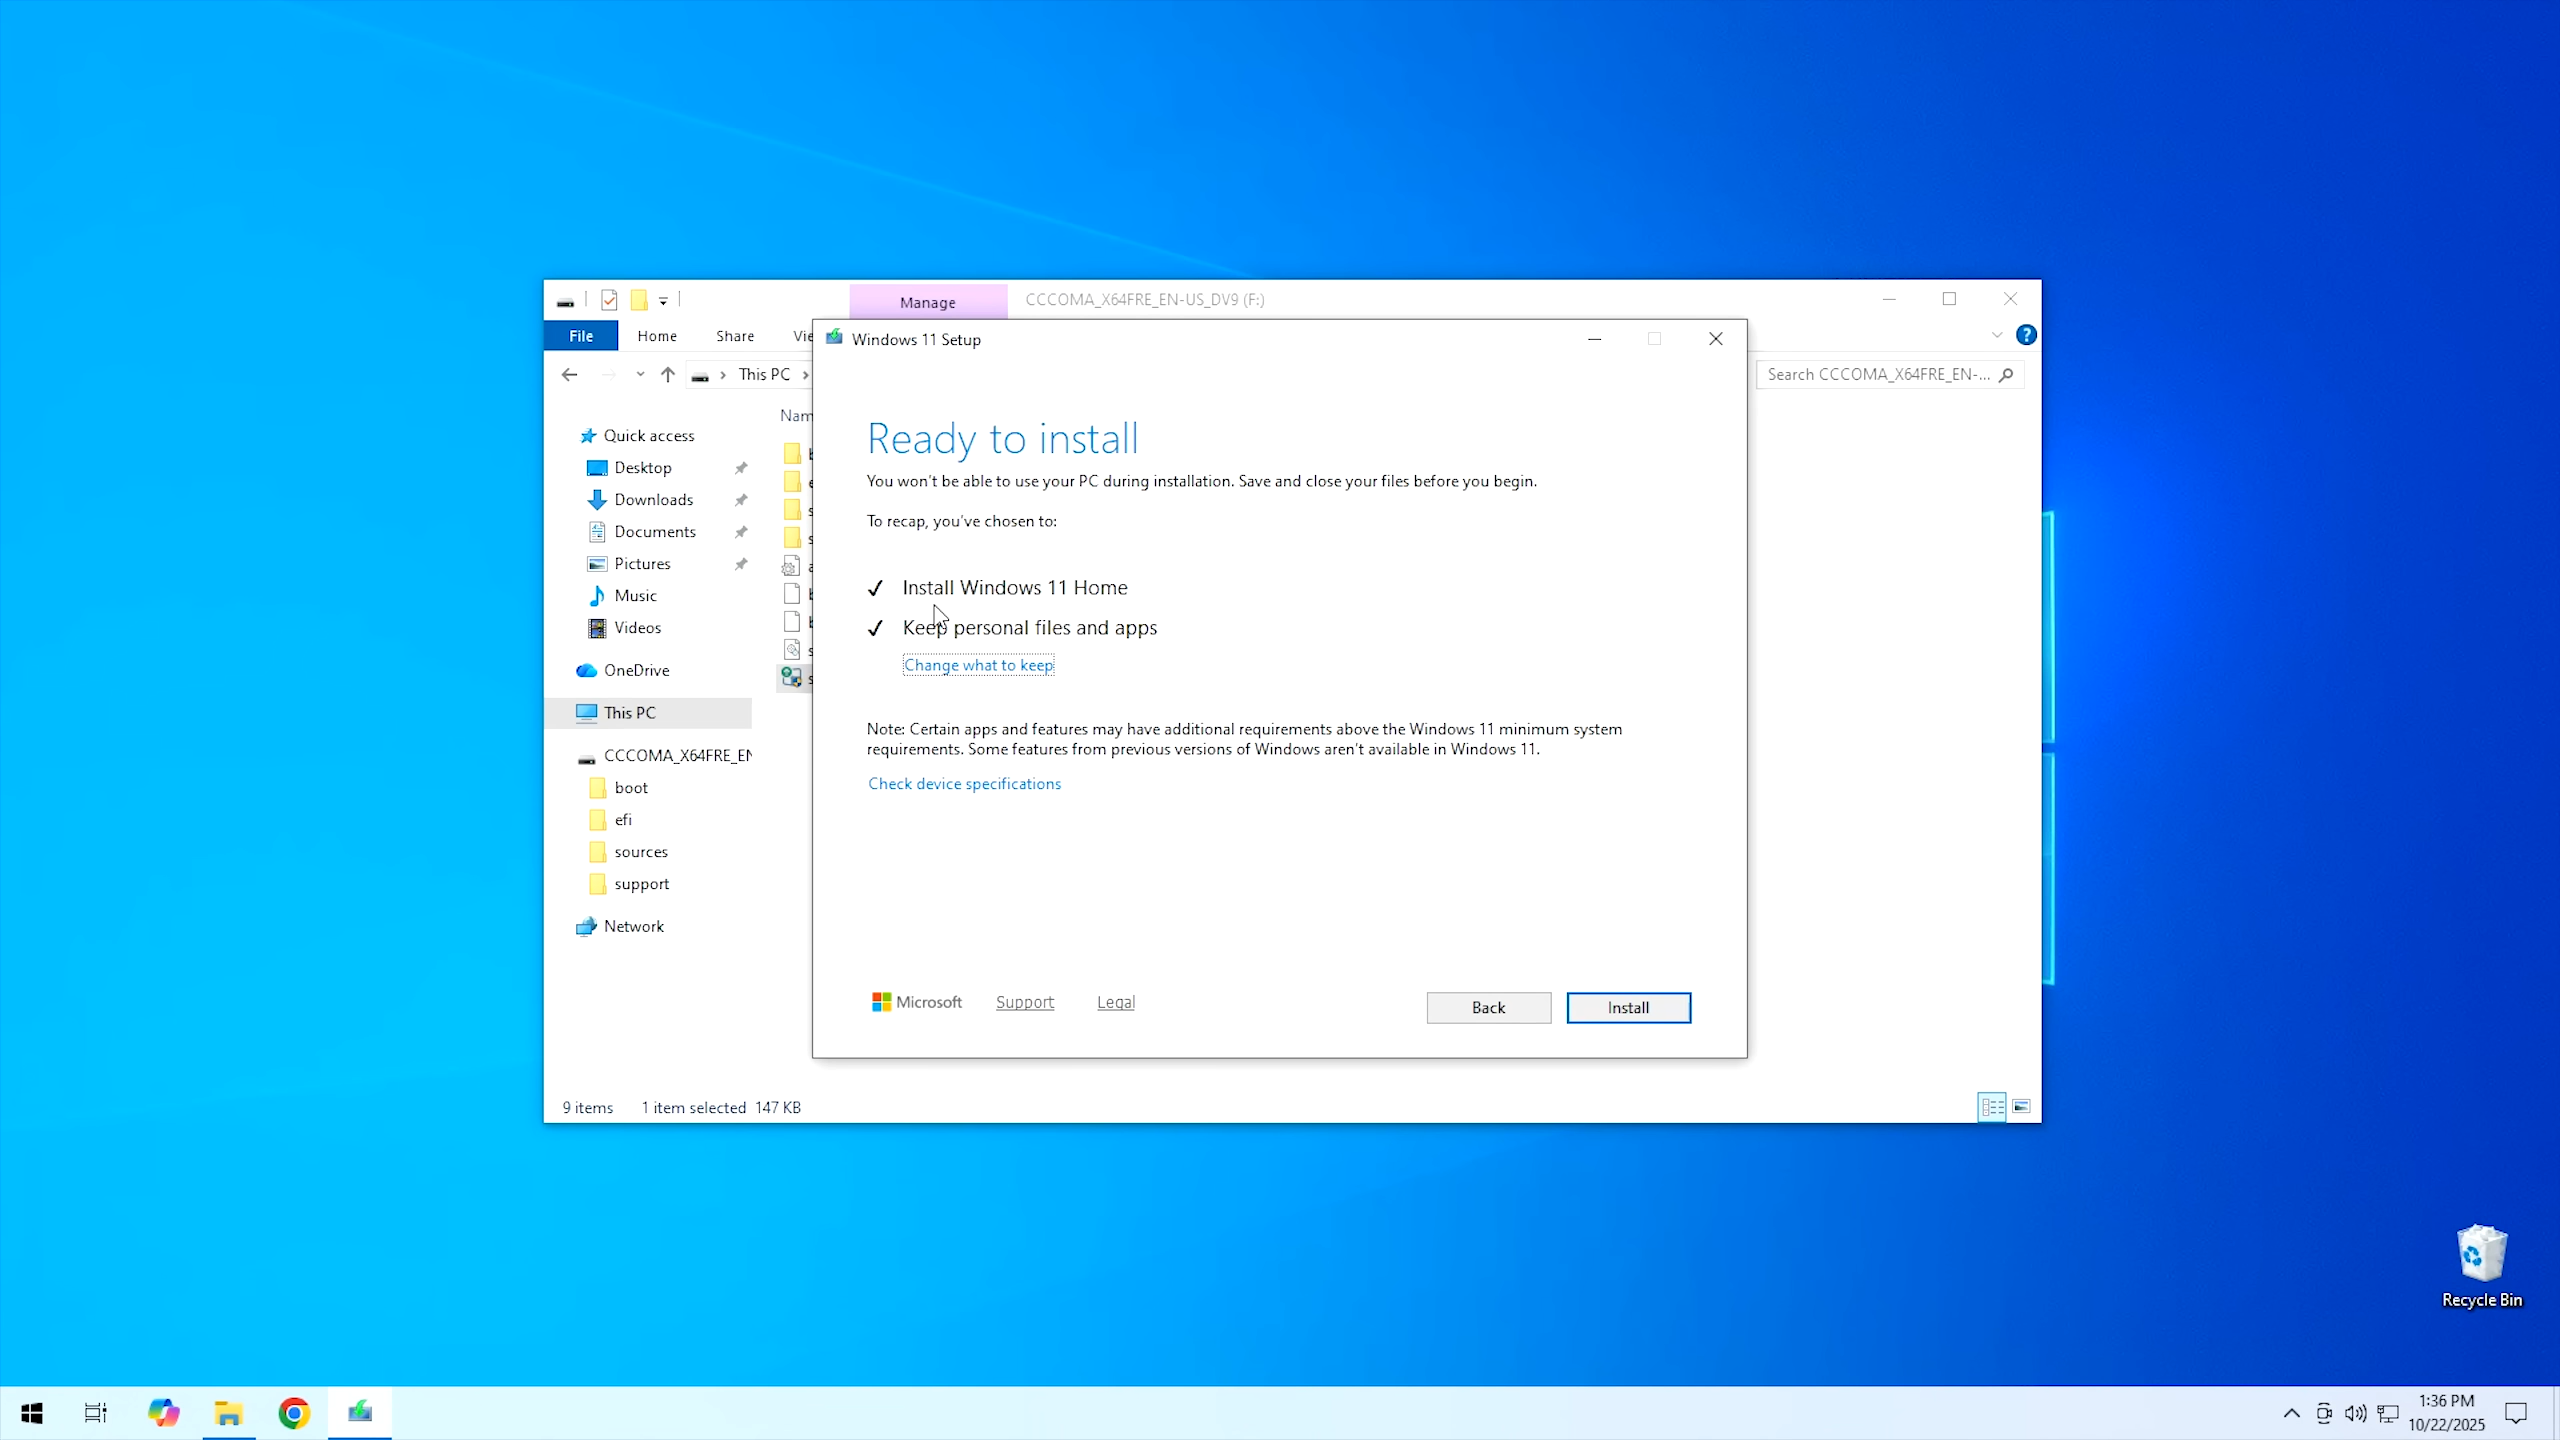 Manage
CCCOMA_X64FRE_EN-US_DV9 (F:)
File
Home
Share
Windows 11 Setup
This PC
Search CCCOMA_X64FRE_EN-...
Quick access
Desktop
Downloads
Documents
Pictures
Music
Videos
OneDrive
This PC
CCCOMA_X64FRE_EN
boot
efi
sources
support
Network
Ready to install
You won't be able to use your PC during installation. Save and close your files before you begin.
To recap, you've chosen to:
✓ Install Windows 11 Home
✓ Keep personal files and apps
Change what to keep
Note: Certain apps and features may have additional requirements above the Windows 11 minimum system
requirements. Some features from previous versions of Windows aren't available in Windows 11.
Check device specifications
Microsoft
Support
Legal
Back
Install
9 items
1 item selected 147 KB
Recycle Bin
1:36 PM
10/22/2025